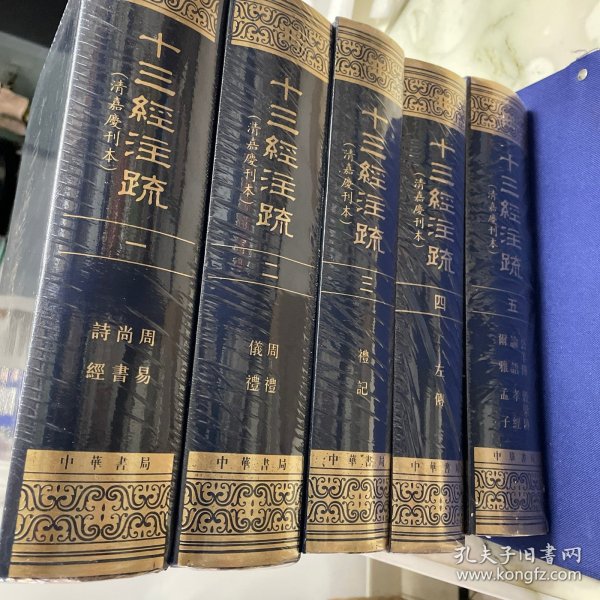 十三經注疏
(清嘉慶刊本)
一
周易
尚書
詩經
中華書局
十三經注疏
(清嘉慶刊本)
二
周禮
儀禮
中華書局
十三經注疏
(清嘉慶刊本)
三
禮記
中華書局
十三經注疏
(清嘉慶刊本)
四
左傳
中華書局
十三經注疏
(清嘉慶刊本)
五
論語 孝經
爾雅 孟子
中華書局
孔夫子旧書网
www.kongfz.com